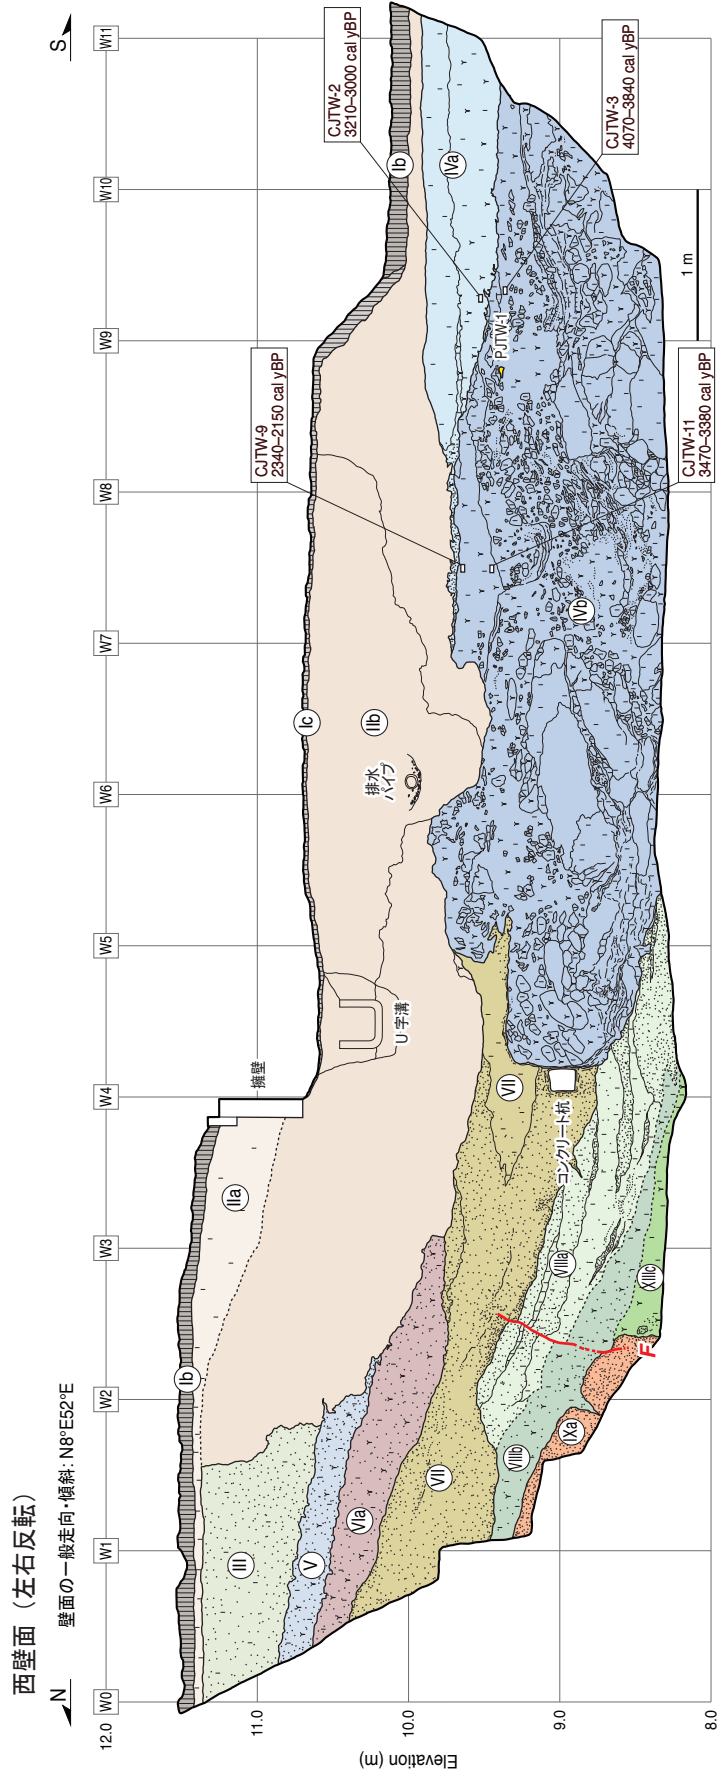 西壁面（左右反転）
壁面の一般走向・傾斜: N8°E52°E
N
S
W0
W1
W2
W3
W4
W5
W6
W7
W8
W9
W10
W11
12.0
11.0
10.0
9.0
8.0
Elevation (m)
CJTW-9
2340–2150 cal yBP
CJTW-2
3210–3000 cal yBP
CJTW-11
3470–3380 cal yBP
CJTW-3
4070–3840 cal yBP
PJTW-1
1 m
Ib
Ib
Ic
IIa
IIb
III
IVa
IVb
V
VIa
VII
VII
VIIIa
VIIIb
IXa
XIIIc
F
擁壁
U字溝
排水
パイプ
コンクリート杭